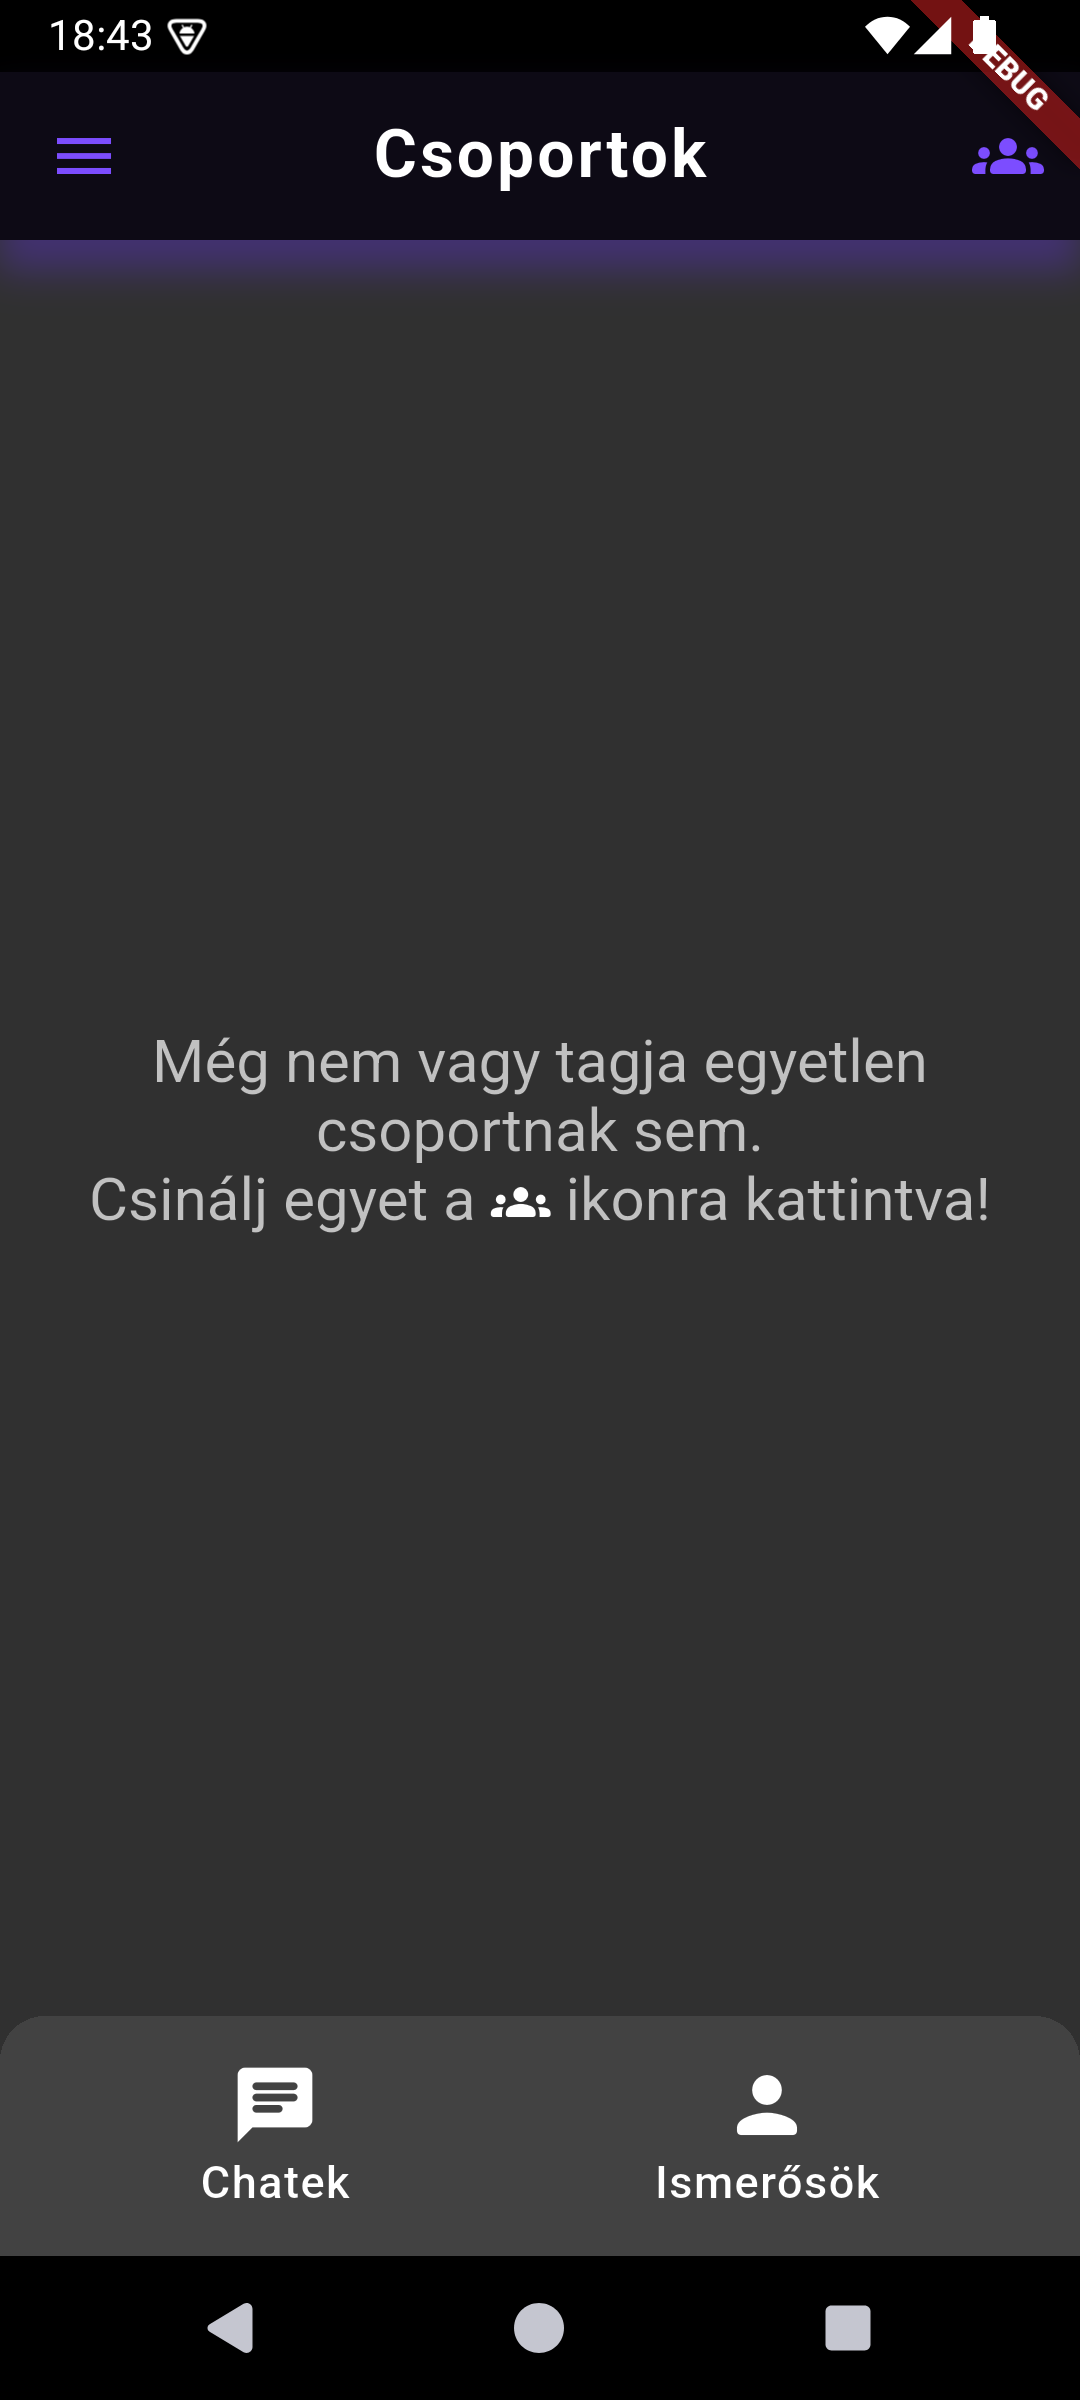 18:43
EBUG
Csoportok
Még nem vagy tagja egyetlen
csoportnak sem.
Csinálj egyet a ikonra kattintva!
Chatek
Ismerősök